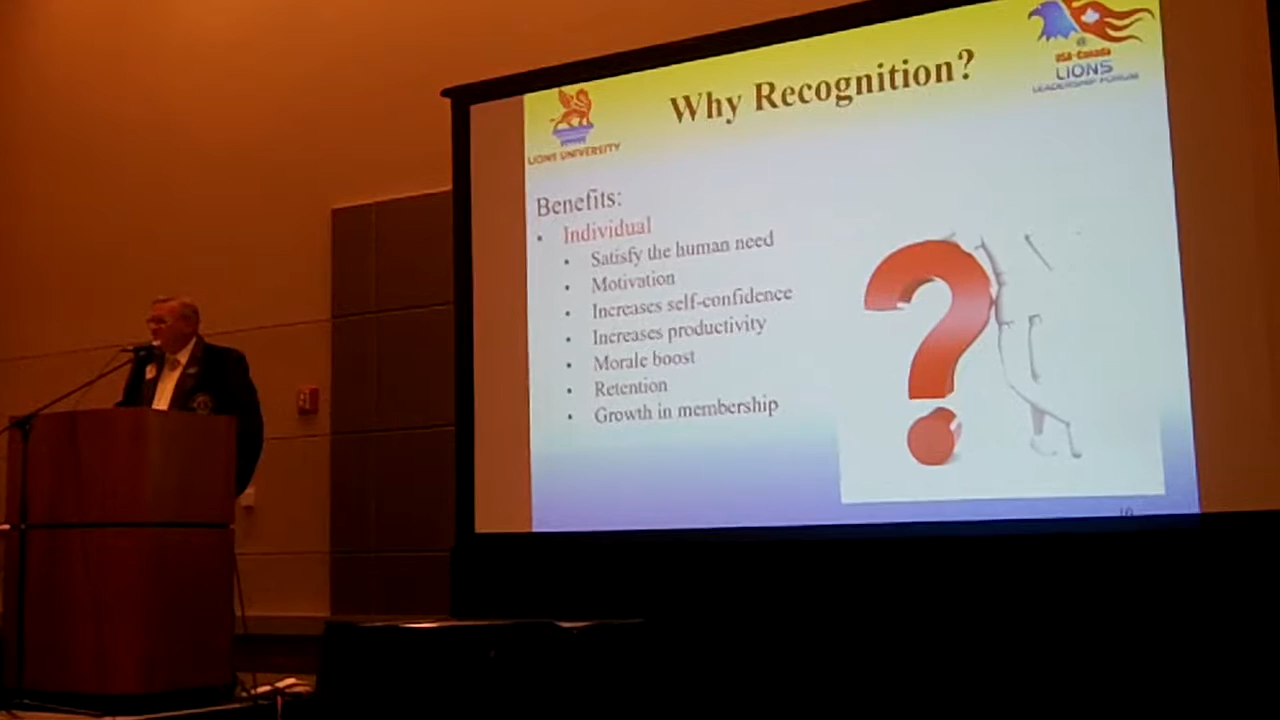 Why Recognition?
USA-Canada
LIONS
LEADERSHIP FORUM
LIONS UNIVERSITY
Benefits:
• Individual
• Satisfy the human need
• Motivation
• Increases self-confidence
• Increases productivity
• Morale boost
• Retention
• Growth in membership